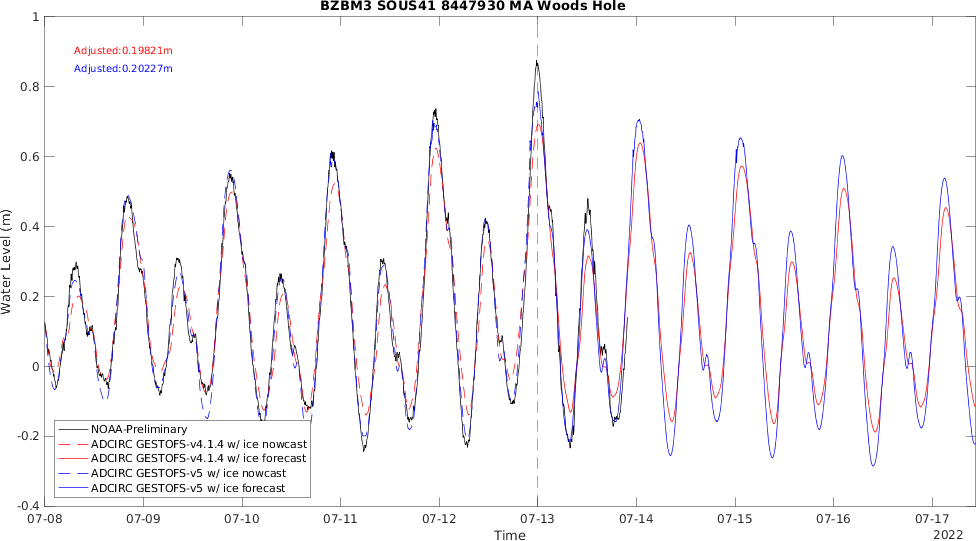 BZBM3 SOUS41 8447930 MA Woods Hole
Adjusted:0.19821m
Adjusted:0.20227m
Water Level (m)
1
0.8
0.6
0.4
0.2
0
-0.2
-0.4
NOAA-Preliminary
ADCIRC GESTOFS-v4.1.4 w/ ice nowcast
ADCIRC GESTOFS-v4.1.4 w/ ice forecast
ADCIRC GESTOFS-v5 w/ ice nowcast
ADCIRC GESTOFS-v5 w/ ice forecast
07-08 07-09 07-10 07-11 07-12 07-13 07-14 07-15 07-16 07-17
Time
2022